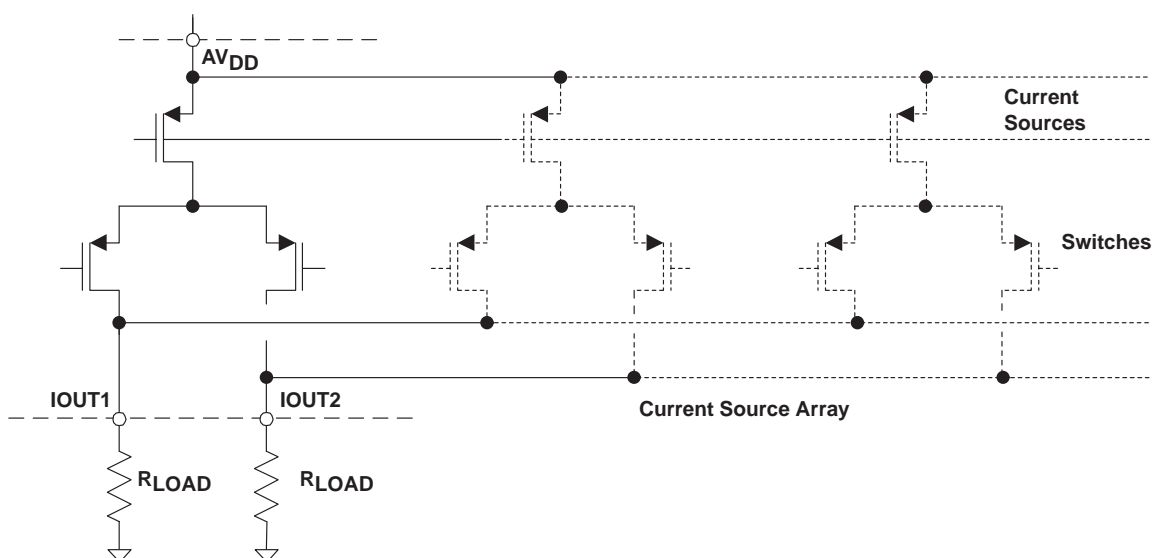 AVDD
Current
Sources
Switches
IOUT1
IOUT2
Current Source Array
RLOAD
RLOAD